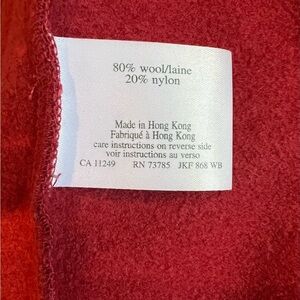 80% wool/laine
20% nylon
Made in Hong Kong
Fabriqué à Hong Kong
care instructions on reverse side
voir instructions au verso
CA 11249 RN 73785 JKF 868 WB